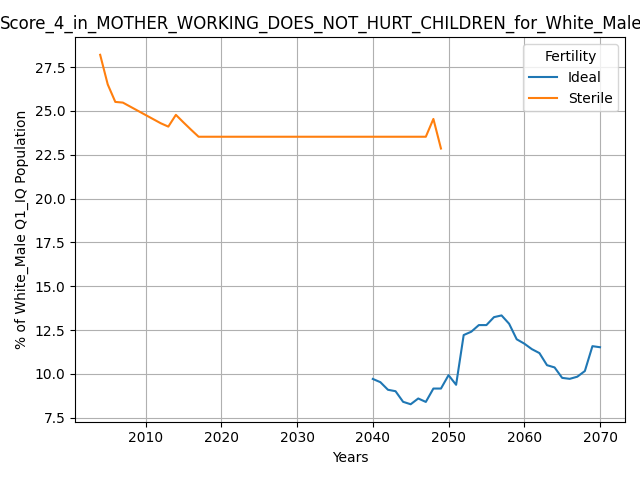 Score_4_in_MOTHER_WORKING_DOES_NOT_HURT_CHILDREN_for_White_Male
Fertility
Ideal
Sterile
% of White_Male Q1_IQ Population
27.5
25.0
22.5
20.0
17.5
15.0
12.5
10.0
7.5
2010 2020 2030 2040 2050 2060 2070
Years